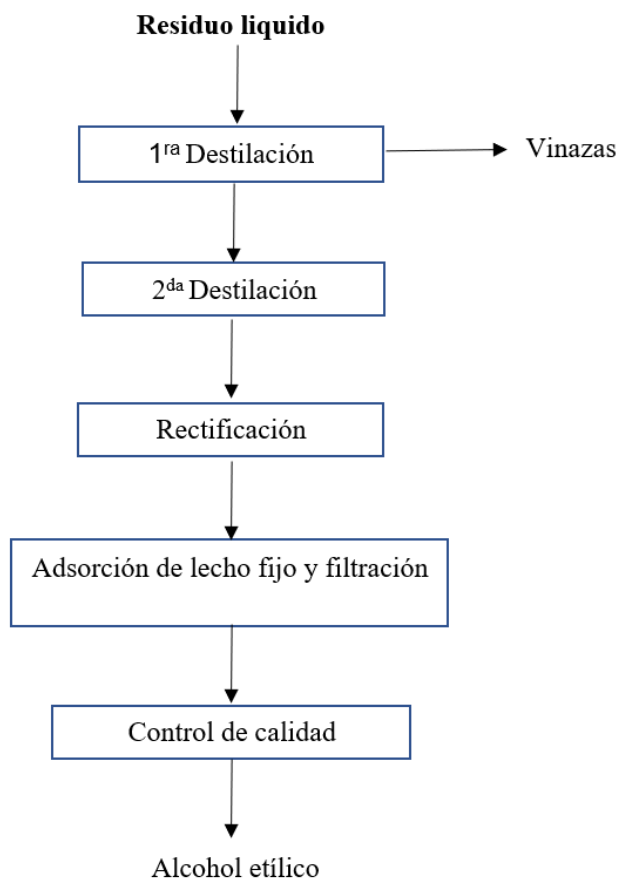 Residuo liquido
1ra Destilación
Vinazas
2da Destilación
Rectificación
Adsorción de lecho fijo y filtración
Control de calidad
Alcohol etílico